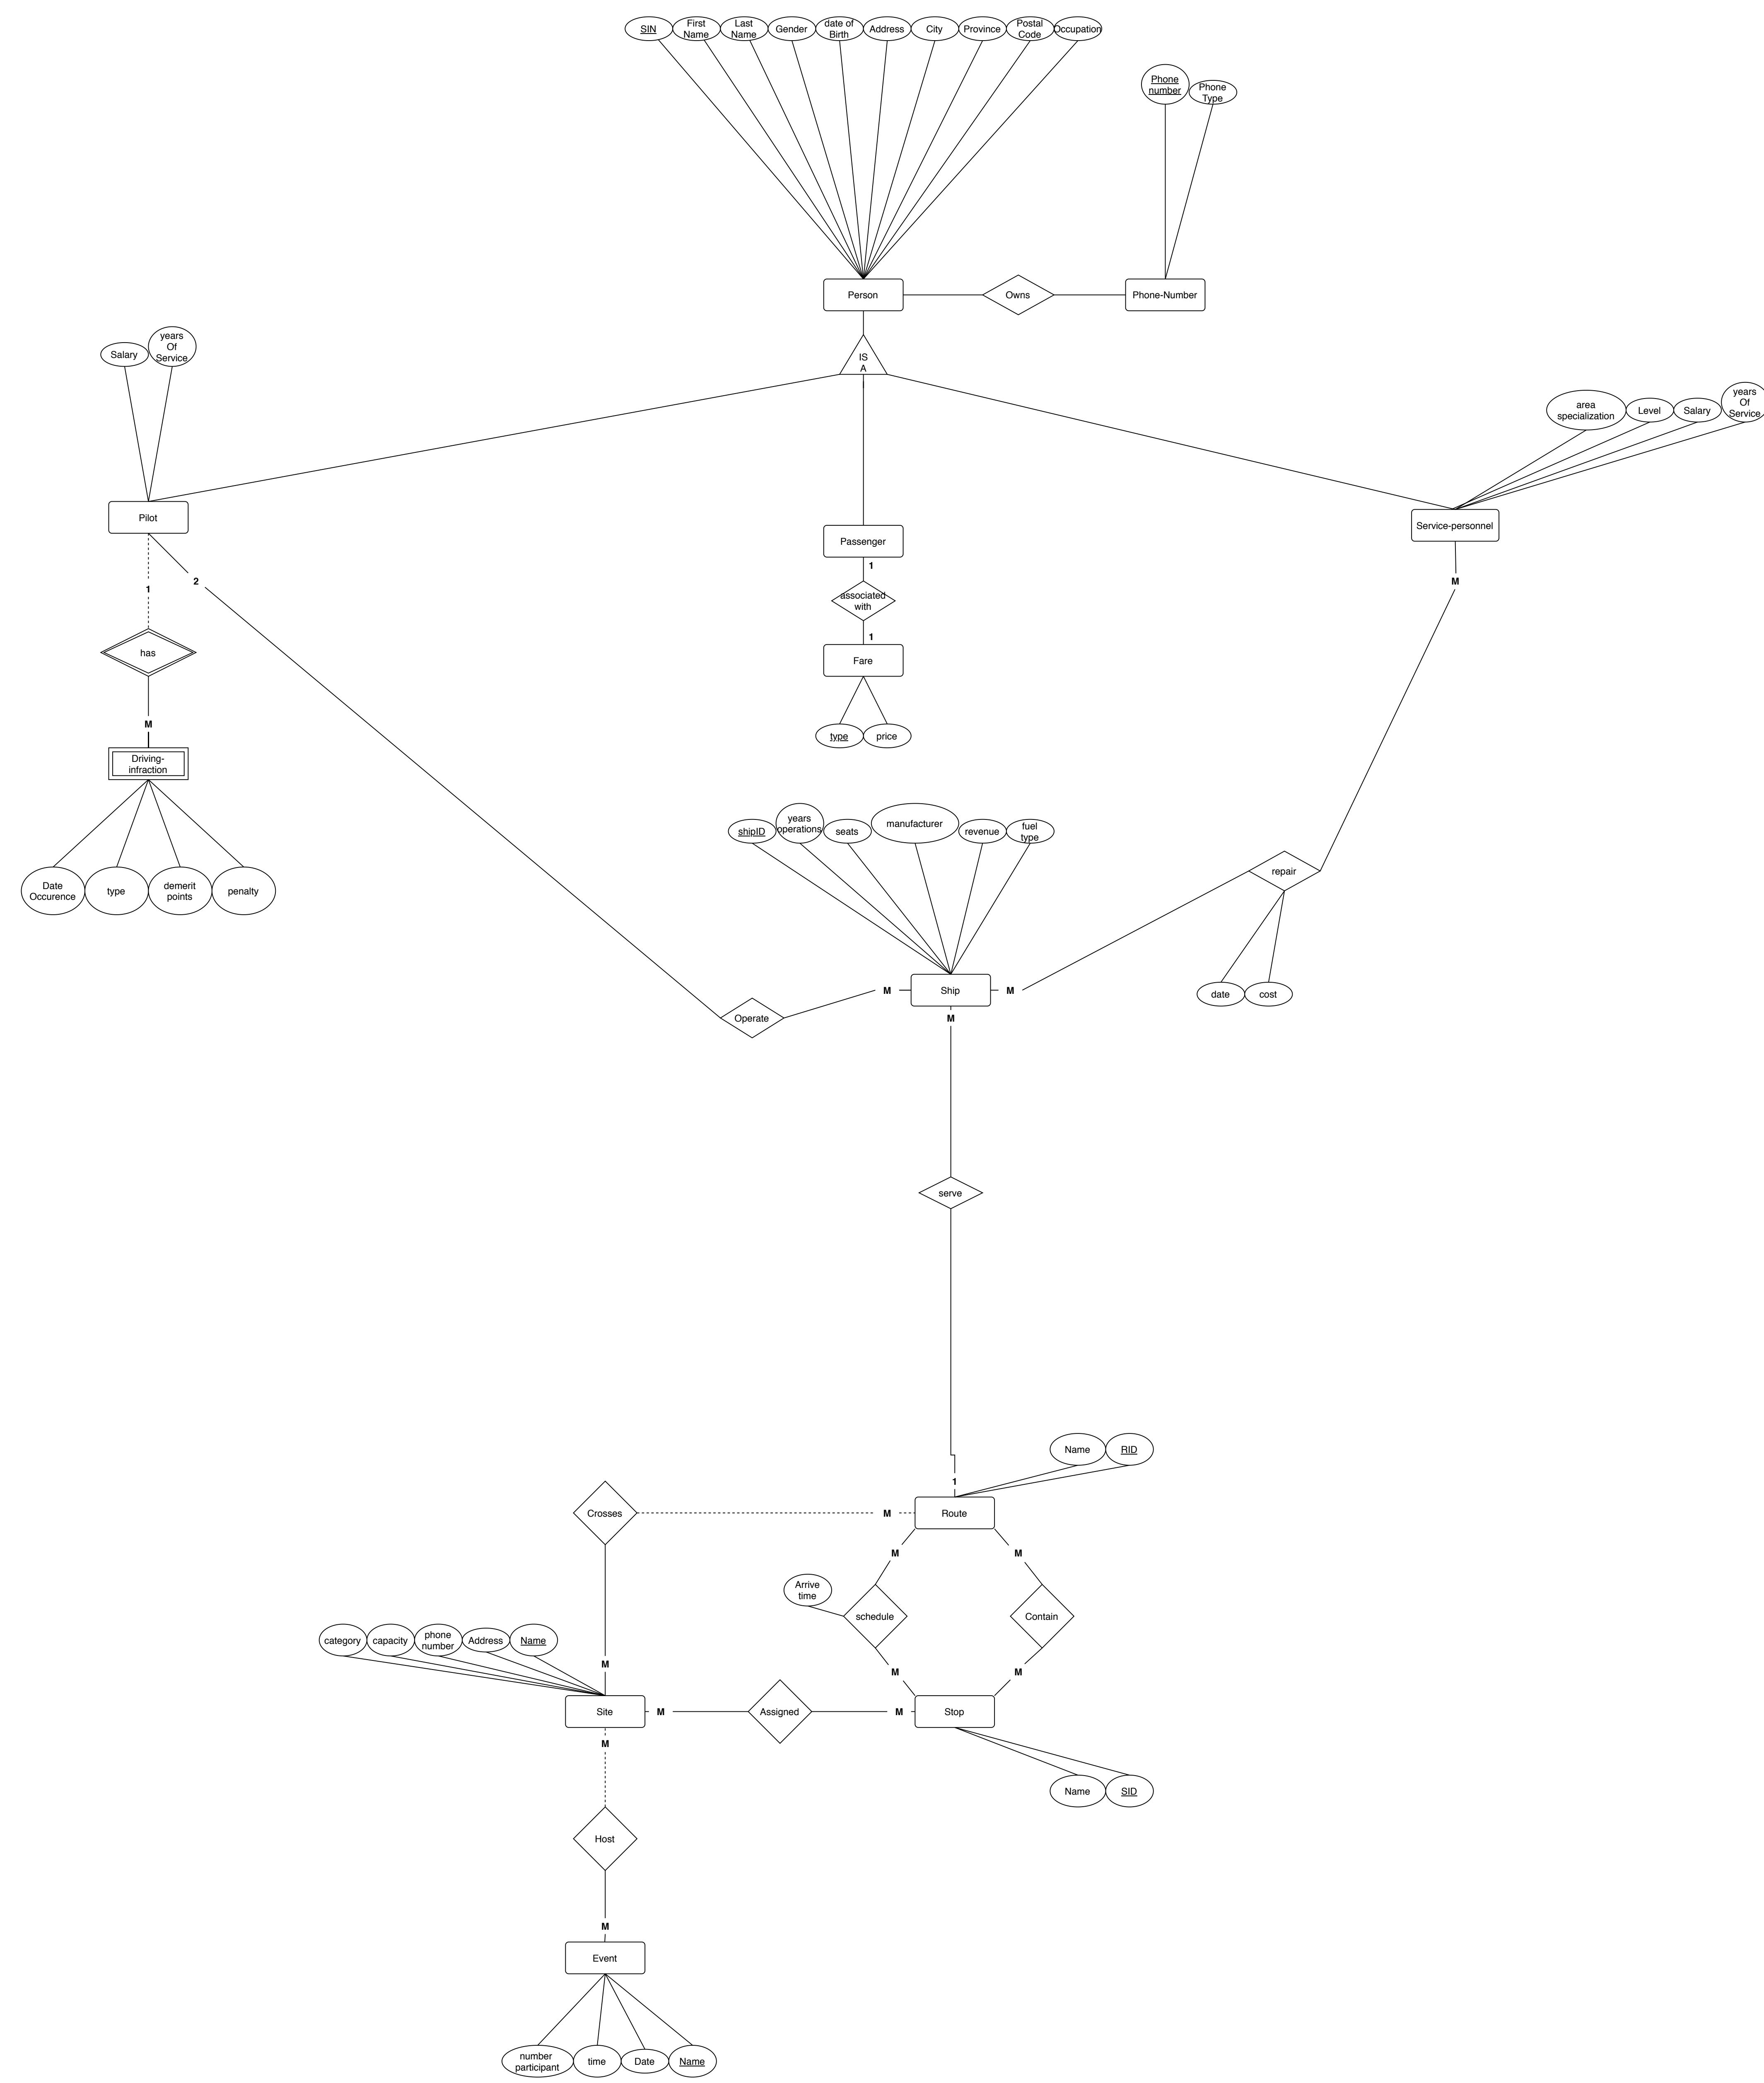 SIN
First
Name
Last
Name
Gender
date of
Birth
Address
City
Province
Postal
Code
Occupation
Phone
number
Phone
Type
Person
Owns
Phone-Number
IS
A
Salary
years
Of
Service
area
specialization
Level
Salary
years
Of
Service
Pilot
Passenger
Service-personnel
1
2
1
M
associated
with
1
has
Fare
M
type
price
Driving-
infraction
Date
Occurence
type
demerit
points
penalty
shipID
years
operations
seats
manufacturer
revenue
fuel
type
repair
date
cost
M
Ship
M
Operate
M
serve
Name
RID
1
Crosses
M
Route
M
M
Arrive
time
schedule
Contain
category
capacity
phone
number
Address
Name
M
M
M
Site
M
Assigned
M
Stop
M
Name
SID
Host
M
Event
number
participant
time
Date
Name